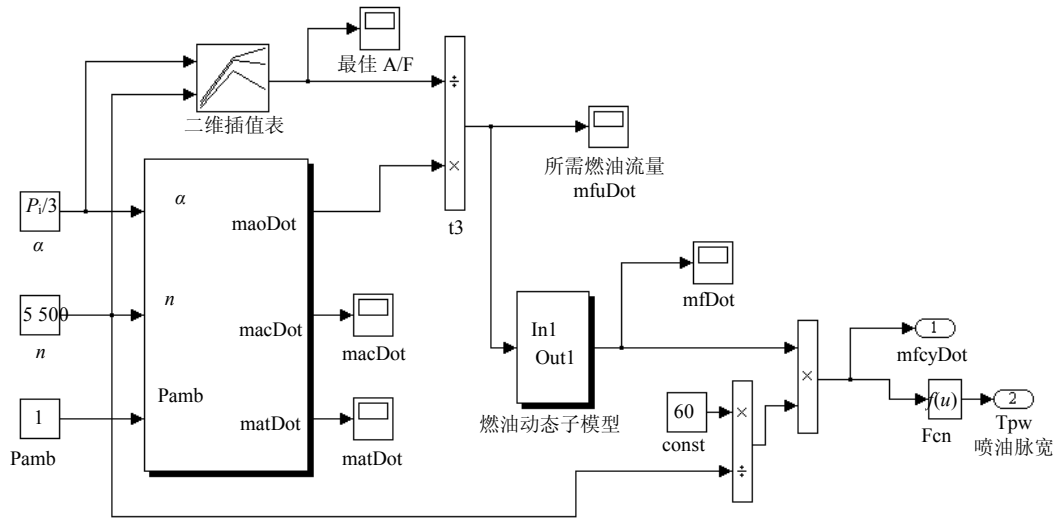 最佳 A/F
÷
二维插值表
×
所需燃油流量
mfuDot
t3
Pi/3
α
α
maoDot
mfDot
5 500
n
n
macDot
macDot
In1
Out1
燃油动态子模型
×
1
mfcyDot
Pamb
1
Pamb
matDot
matDot
60
const
×
÷
f(u)
Fcn
2
Tpw
喷油脉宽